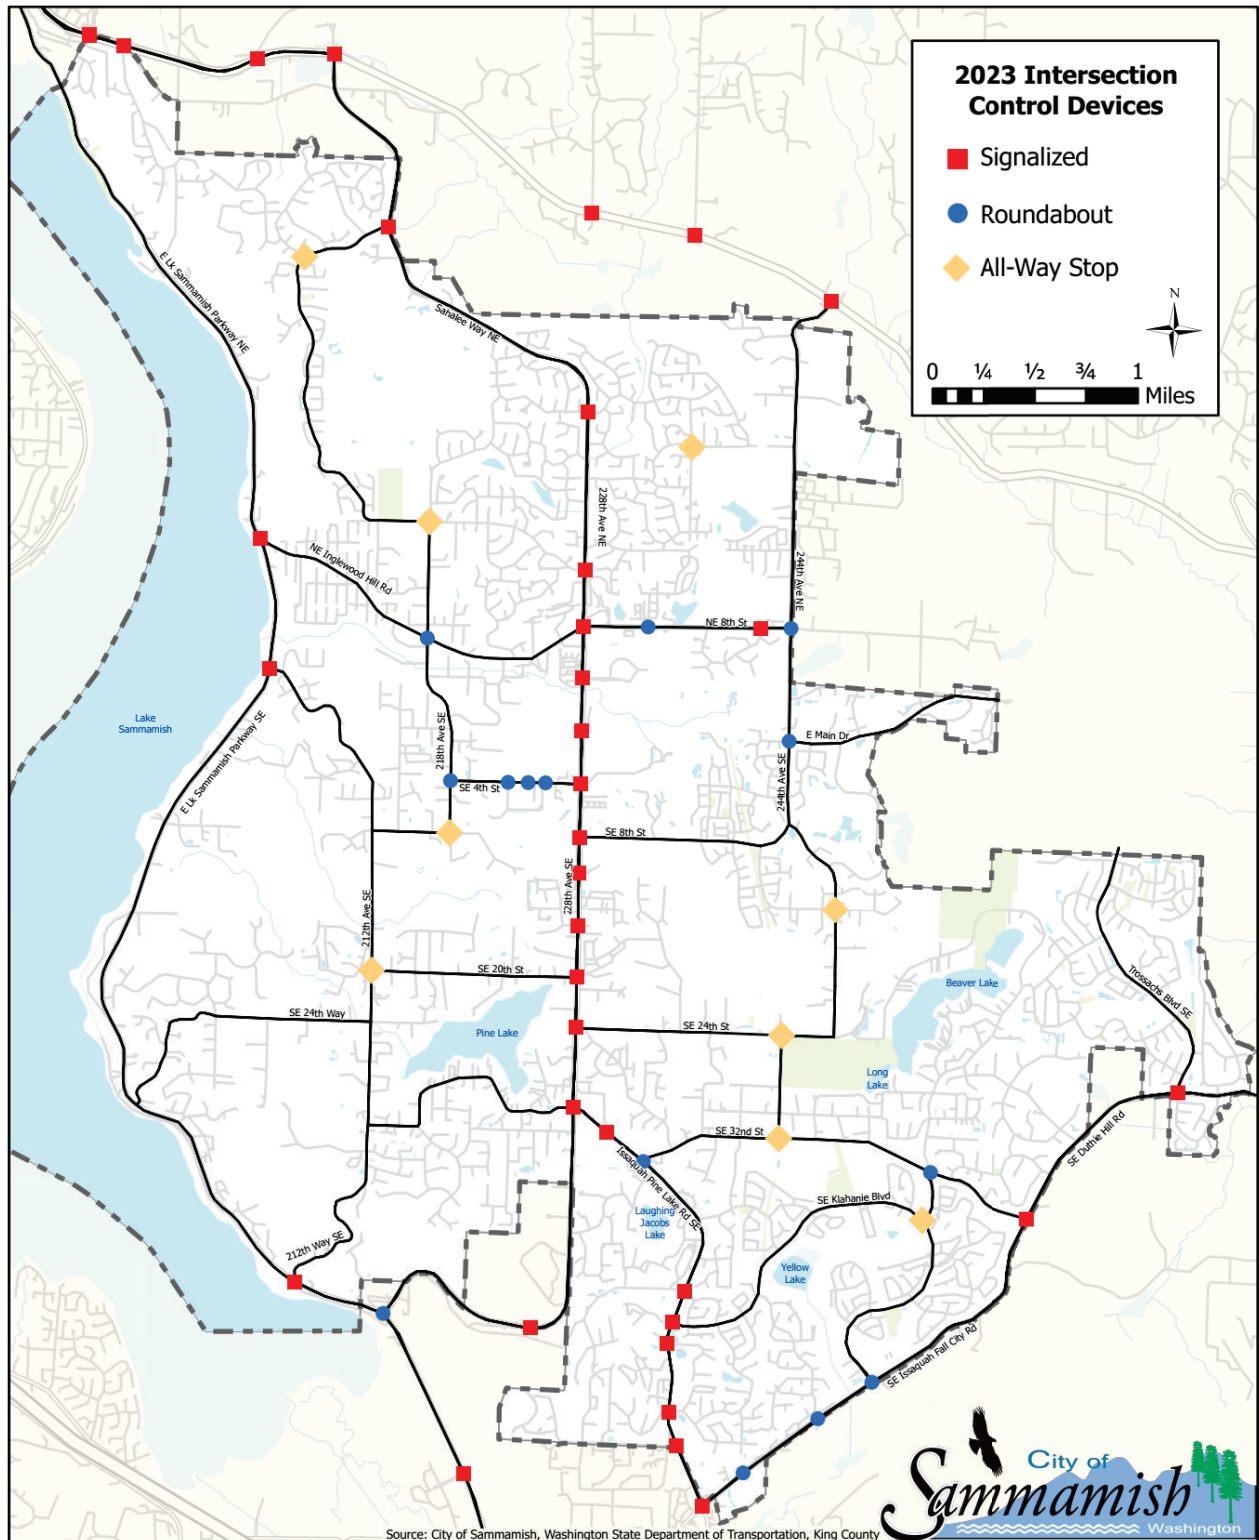 2023 Intersection
Control Devices
Signalized
Roundabout
All-Way Stop
N
0 ¼ ½ ¾ 1
Miles
E Lk Sammamish Parkway NE
Sahalee Way NE
228th Ave NE
NE Inglewood Hill Rd
244th Ave NE
NE 8th St
Lake
Sammamish
E Lk Sammamish Parkway SE
218th Ave SE
E Main Dr
SE 4th St
244th Ave SE
SE 8th St
228th Ave SE
212th Ave SE
SE 20th St
Beaver Lake
Trossachs Blvd SE
SE 24th Way
Pine Lake
SE 24th St
Long
Lake
SE 32nd St
SE Duthie Hill Rd
Issaquah Pine Lake Rd SE
SE Klahanie Blvd
Laughing
Jacobs
Lake
212th Way SE
Yellow
Lake
SE Issaquah Fall City Rd
City of
Sammamish
Washington
Source: City of Sammamish, Washington State Department of Transportation, King County